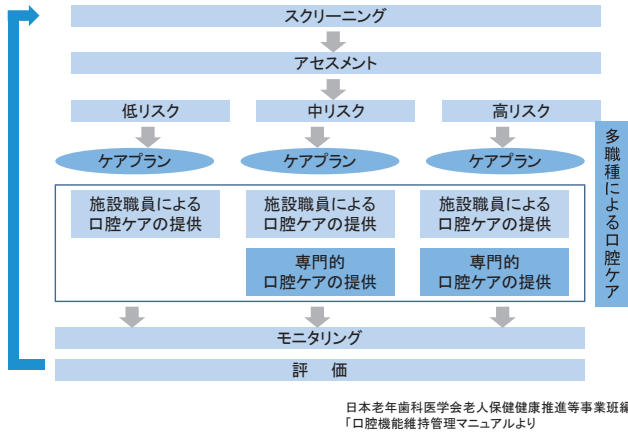 スクリーニング
アセスメント
低リスク
中リスク
高リスク
ケアプラン
ケアプラン
ケアプラン
施設職員による
口腔ケアの提供
施設職員による
口腔ケアの提供
専門的
口腔ケアの提供
施設職員による
口腔ケアの提供
専門的
口腔ケアの提供
多職種による口腔ケア
モニタリング
評 価
日本老年歯科医学会老人保健健康推進等事業班編
「口腔機能維持管理マニュアルより